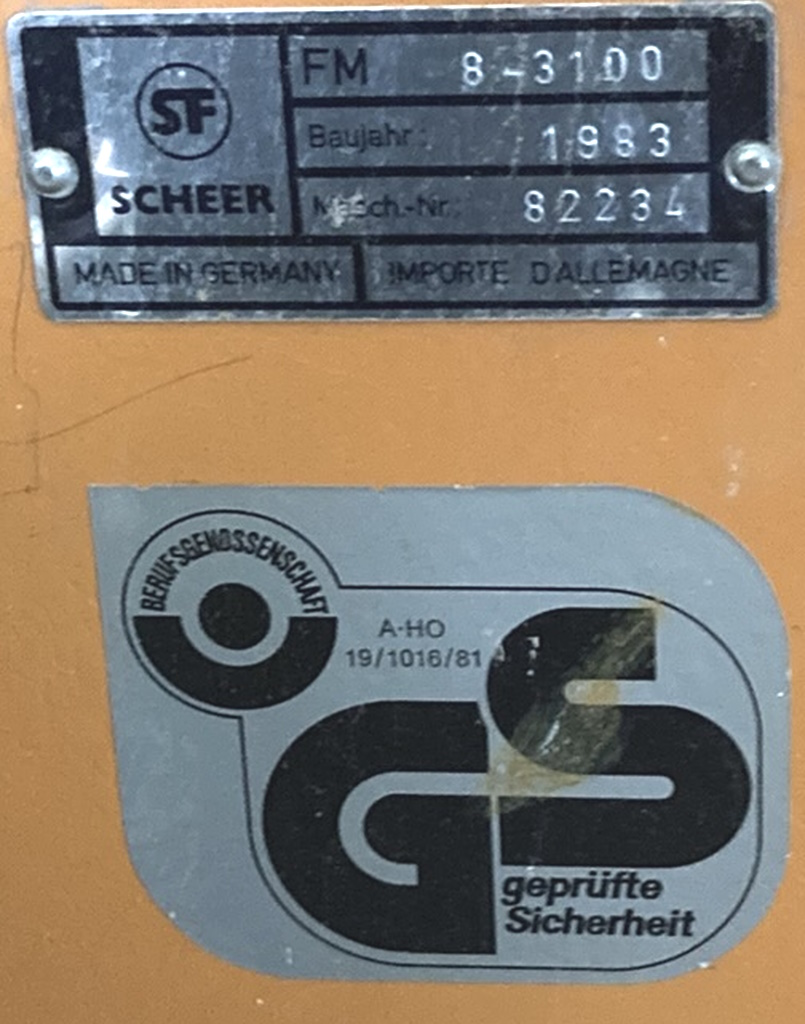 SF
SCHEER
FM 8-3100
Baujahr: 1983
Masch.-Nr.: 82234
MADE IN GERMANY
IMPORTE D'ALLEMAGNE
BERUFSGENOSSENSCHAFT
A-HO
19/1016/81
GS
geprüfte
Sicherheit